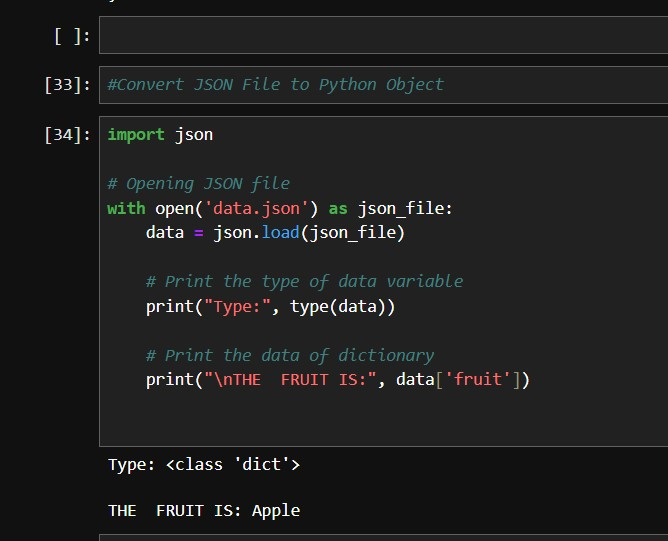 [ ]:
[33]: #Convert JSON File to Python Object
[34]: import json
# Opening JSON file
with open('data.json') as json_file:
    data = json.load(json_file)
    # Print the type of data variable
    print("Type:", type(data))
    # Print the data of dictionary
    print("\nTHE  FRUIT IS:", data['fruit'])
Type: <class 'dict'>
THE  FRUIT IS: Apple